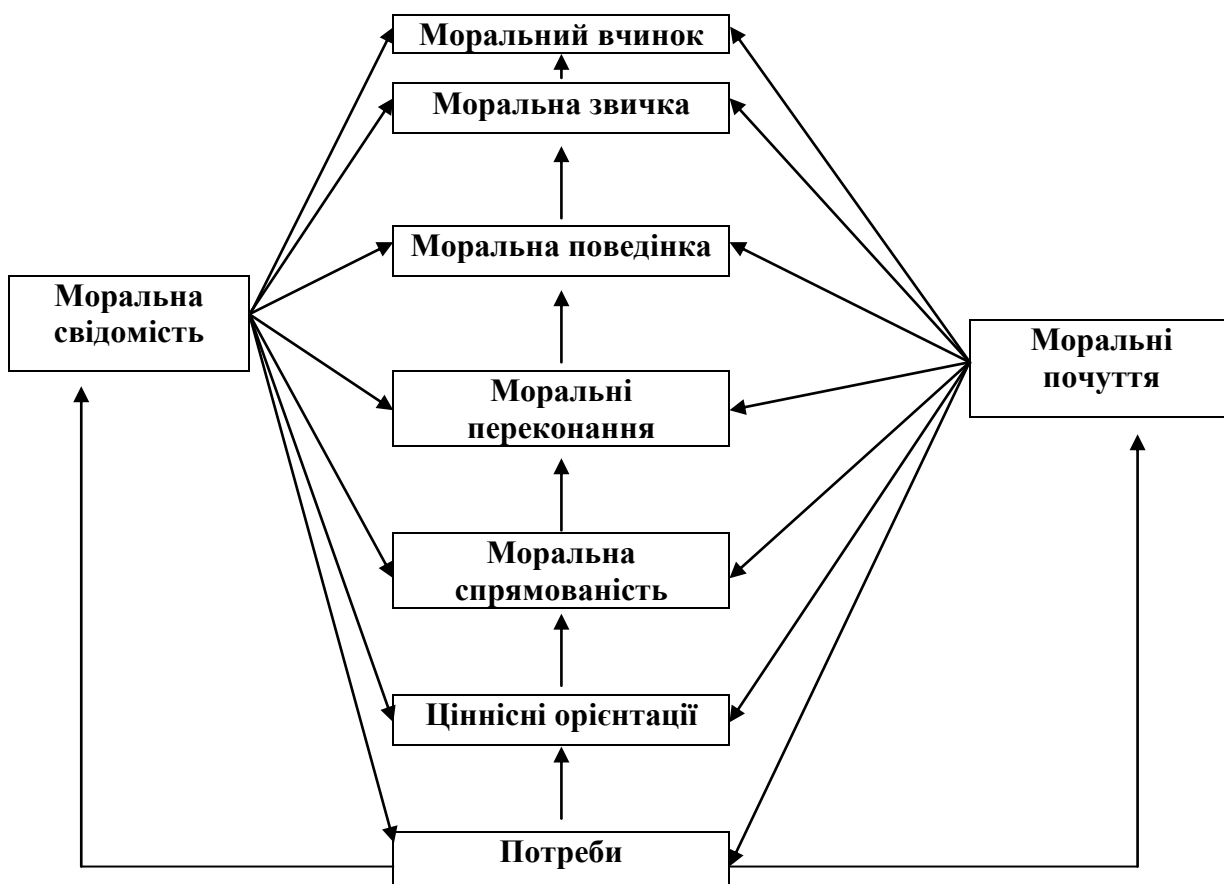 Моральний вчинок
Моральна звичка
Моральна поведінка
Моральна
свідомість
Моральні
почуття
Моральні
переконання
Моральна
спрямованість
Ціннісні орієнтації
Потреби